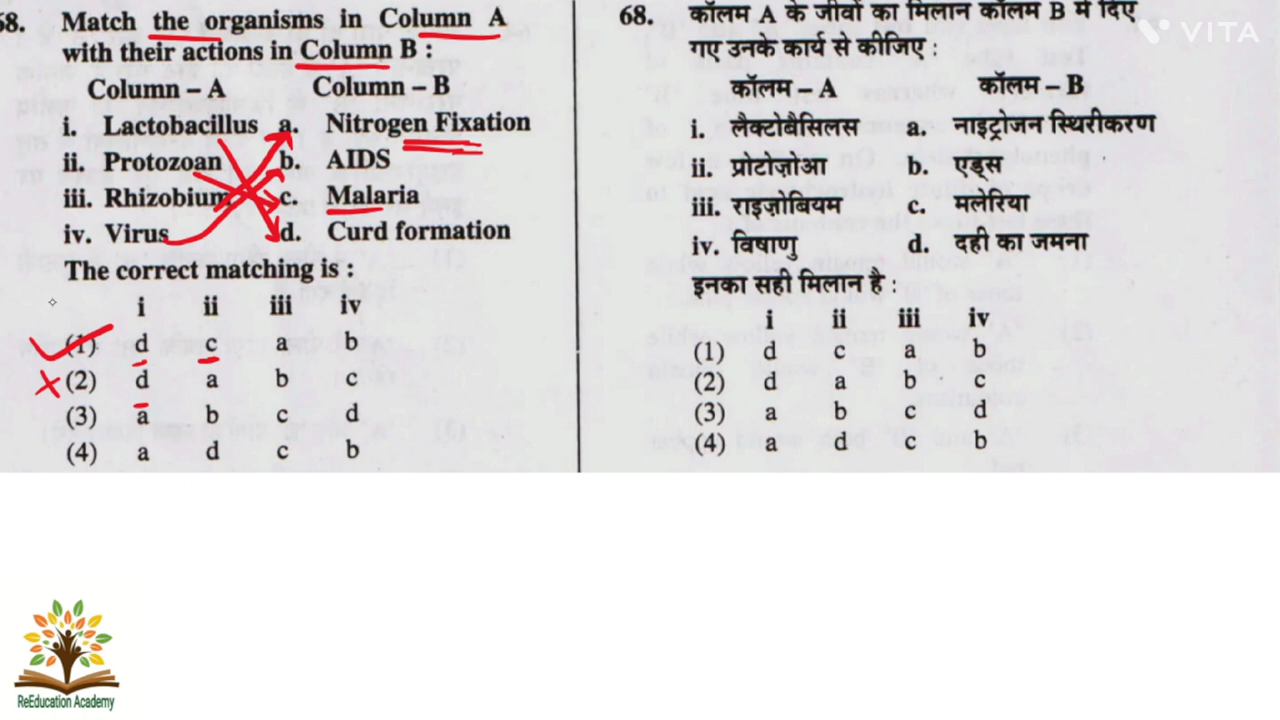 68. Match the organisms in Column A
with their actions in Column B :
Column – A Column – B
i. Lactobacillus a. Nitrogen Fixation
ii. Protozoan b. AIDS
iii. Rhizobium c. Malaria
iv. Virus d. Curd formation
The correct matching is :
i ii iii iv
(1) d c a b
(2) d a b c
(3) a b c d
(4) a d c b
68. कॉलम A के जीवों का मिलान कॉलम B में दिए
गए उनके कार्य से कीजिए :
कॉलम – A कॉलम – B
i. लैक्टोबैसिलस a. नाइट्रोजन स्थिरीकरण
ii. प्रोटोज़ोआ b. एड्स
iii. राइज़ोबियम c. मलेरिया
iv. विषाणु d. दही का जमना
इनका सही मिलान है :
i ii iii iv
(1) d c a b
(2) d a b c
(3) a b c d
(4) a d c b
VITA
ReEducation Academy